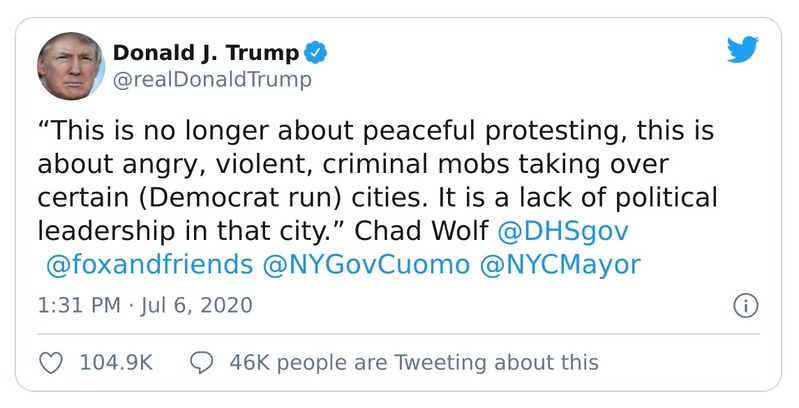 Donald J. Trump
@realDonaldTrump
“This is no longer about peaceful protesting, this is
about angry, violent, criminal mobs taking over
certain (Democrat run) cities. It is a lack of political
leadership in that city.” Chad Wolf @DHSgov
@foxandfriends @NYGovCuomo @NYCMayor
1:31 PM · Jul 6, 2020
104.9K 46K people are Tweeting about this